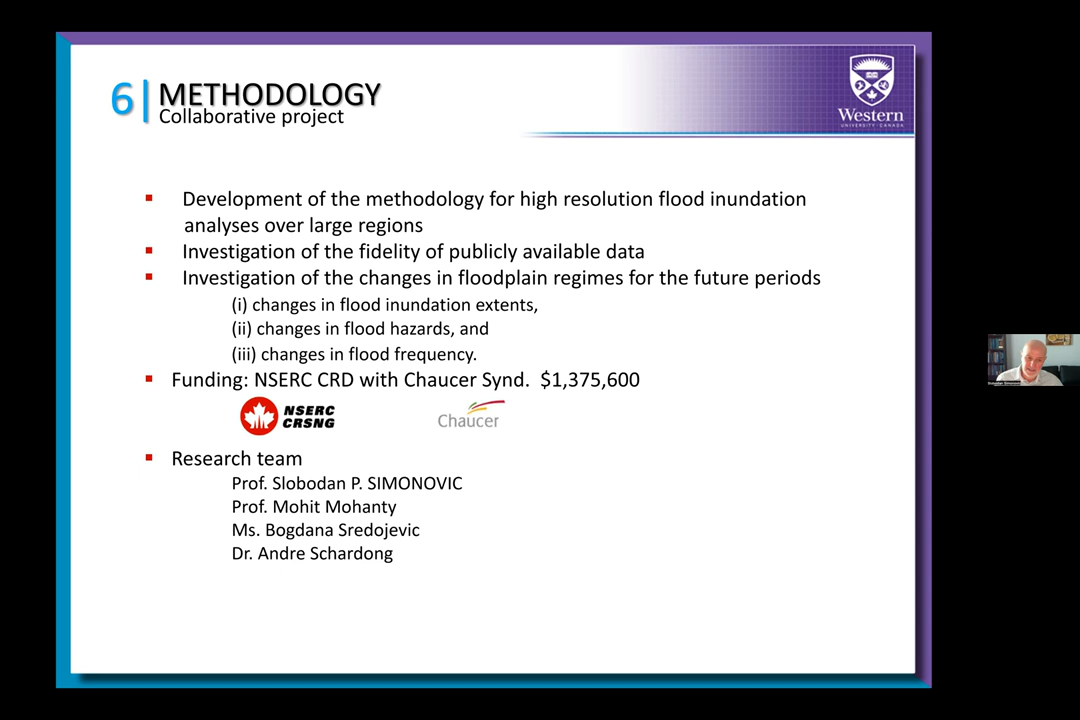 6
METHODOLOGY
Collaborative project
Western
UNIVERSITY · CANADA
Development of the methodology for high resolution flood inundation
analyses over large regions
Investigation of the fidelity of publicly available data
Investigation of the changes in floodplain regimes for the future periods
(i) changes in flood inundation extents,
(ii) changes in flood hazards, and
(iii) changes in flood frequency.
Funding: NSERC CRD with Chaucer Synd. $1,375,600
NSERC
CRSNG
Chaucer
Research team
Prof. Slobodan P. SIMONOVIC
Prof. Mohit Mohanty
Ms. Bogdana Sredojevic
Dr. Andre Schardong
Slobodan Simonovic